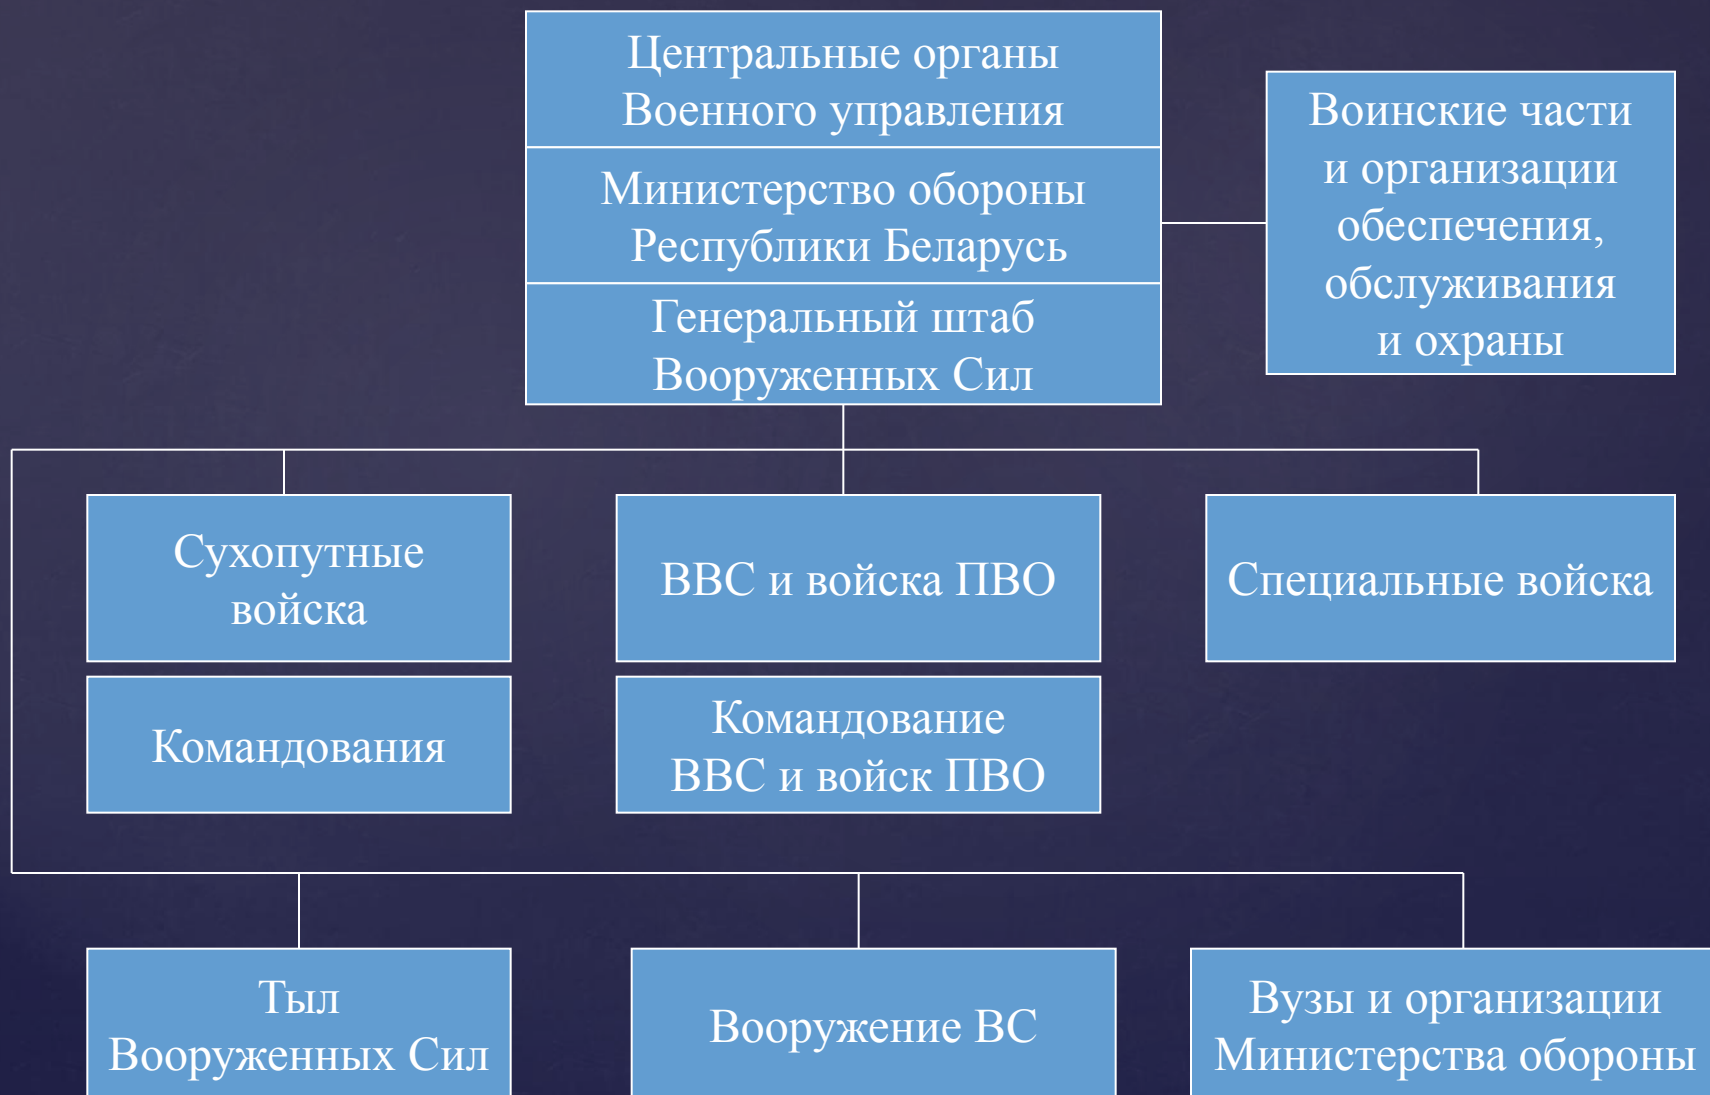 Центральные органы
Военного управления
Министерство обороны
Республики Беларусь
Генеральный штаб
Вооруженных Сил
Воинские части
и организации
обеспечения,
обслуживания
и охраны
Сухопутные
войска
ВВС и войска ПВО
Специальные войска
Командования
Командование
ВВС и войск ПВО
Тыл
Вооруженных Сил
Вооружение ВС
Вузы и организации
Министерства обороны